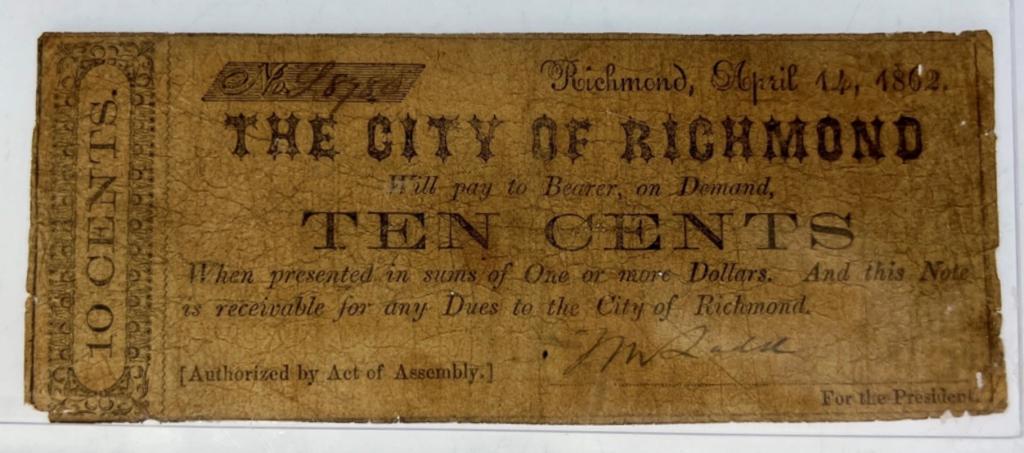 10 CENTS.
No.
Richmond, April 14, 1862.
THE CITY OF RICHMOND
Will pay to Bearer, on Demand,
TEN CENTS
When presented in sums of One or more Dollars. And this Note
is receivable for any Dues to the City of Richmond.
[Authorized by Act of Assembly.]
For the President.